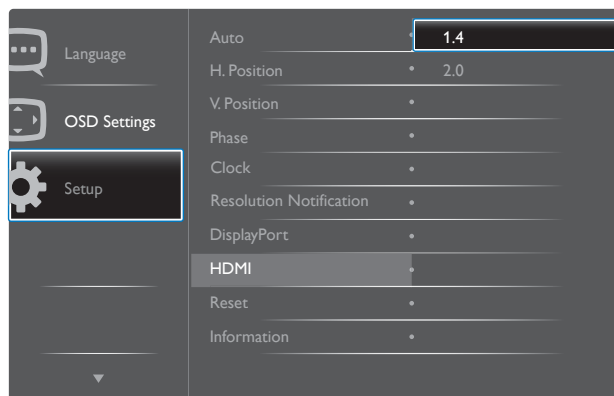 Language
OSD Settings
Setup
Auto
H. Position
V. Position
Phase
Clock
Resolution Notification
DisplayPort
HDMI
Reset
Information
1.4
2.0